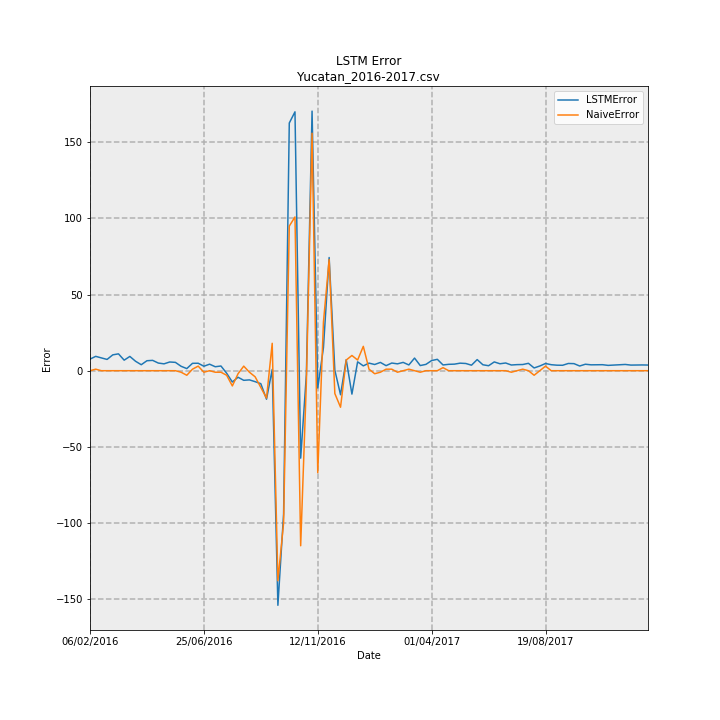 LSTM Error
Yucatan_2016-2017.csv
LSTMError
NaiveError
150
100
50
0
−50
−100
−150
Error
06/02/2016
25/06/2016
12/11/2016
01/04/2017
19/08/2017
Date